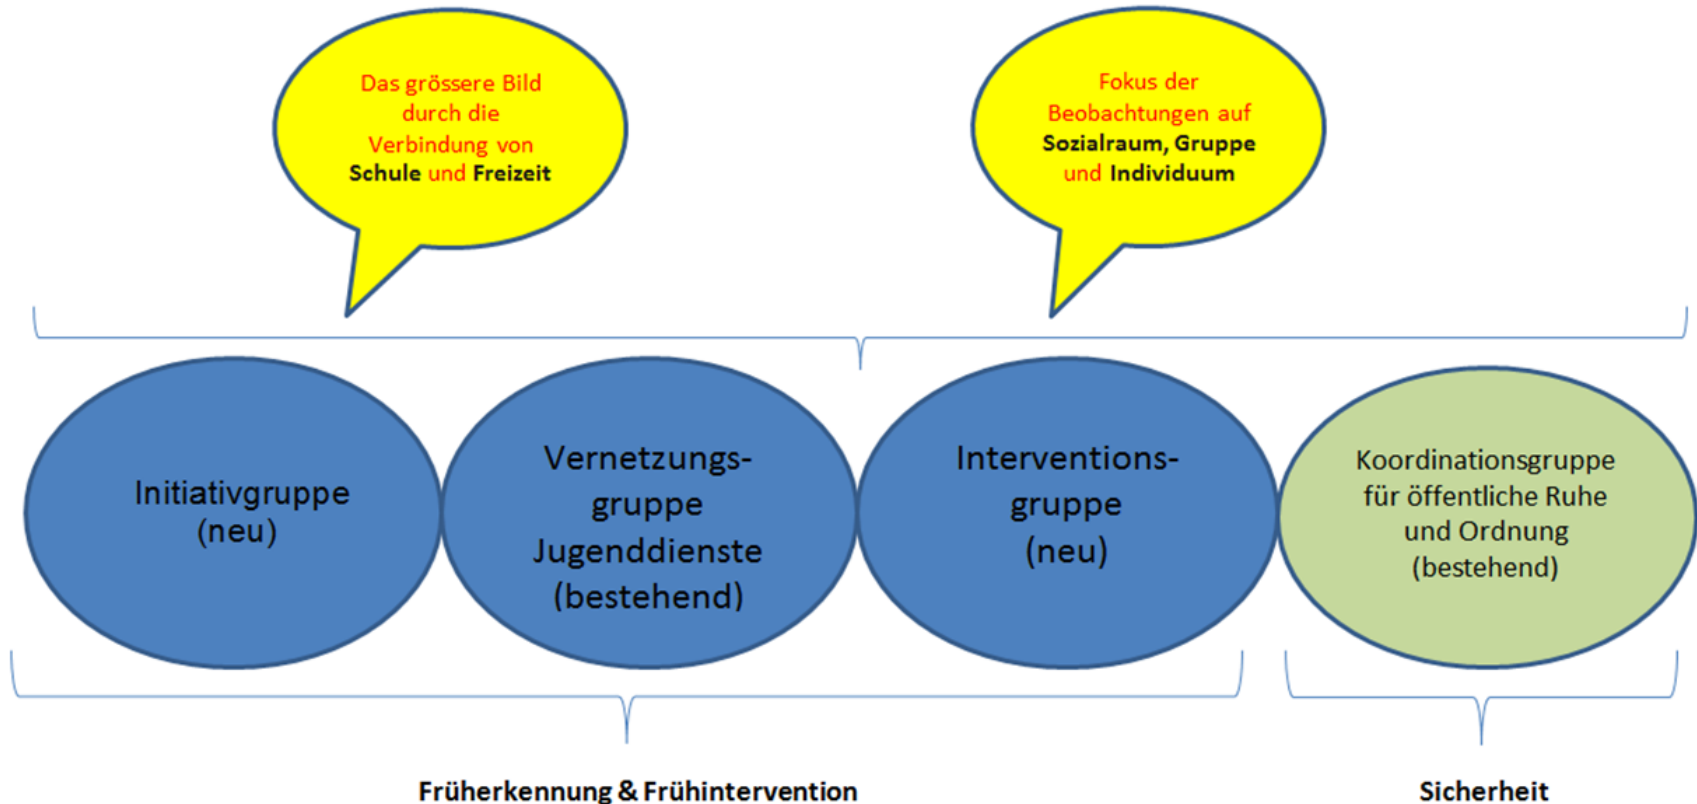 Das grössere Bild
durch die
Verbindung von
Schule und Freizeit
Fokus der
Beobachtungen auf
Sozialraum, Gruppe
und Individuum
Initiativgruppe
(neu)
Vernetzungs-
gruppe
Jugenddienste
(bestehend)
Interventions-
gruppe
(neu)
Koordinationsgruppe
für öffentliche Ruhe
und Ordnung
(bestehend)
Früherkennung & Frühintervention
Sicherheit